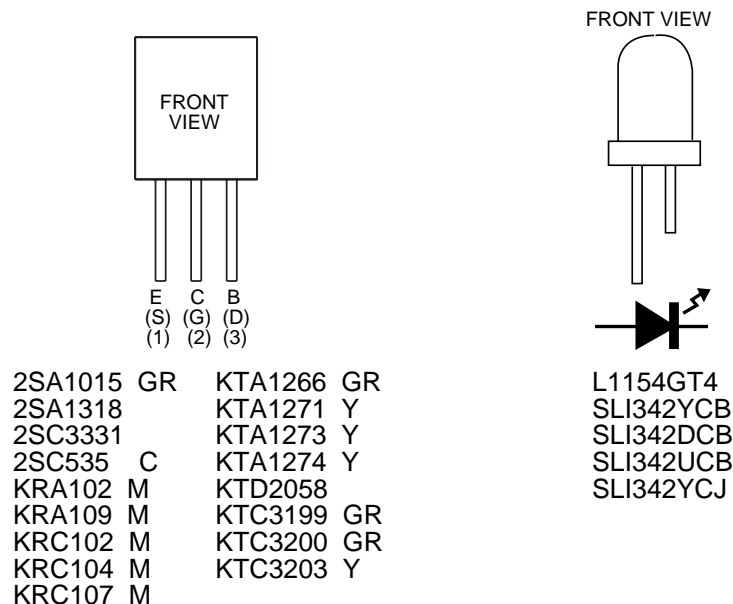 FRONT
VIEW
E C B
(S) (G) (D)
(1) (2) (3)
2SA1015 GR
2SA1318
2SC3331
2SC535 C
KRA102 M
KRA109 M
KRC102 M
KRC104 M
KRC107 M
KTA1266 GR
KTA1271 Y
KTA1273 Y
KTA1274 Y
KTD2058
KTC3199 GR
KTC3200 GR
KTC3203 Y
FRONT VIEW
L1154GT4
SLI342YCB
SLI342DCB
SLI342UCB
SLI342YCJ